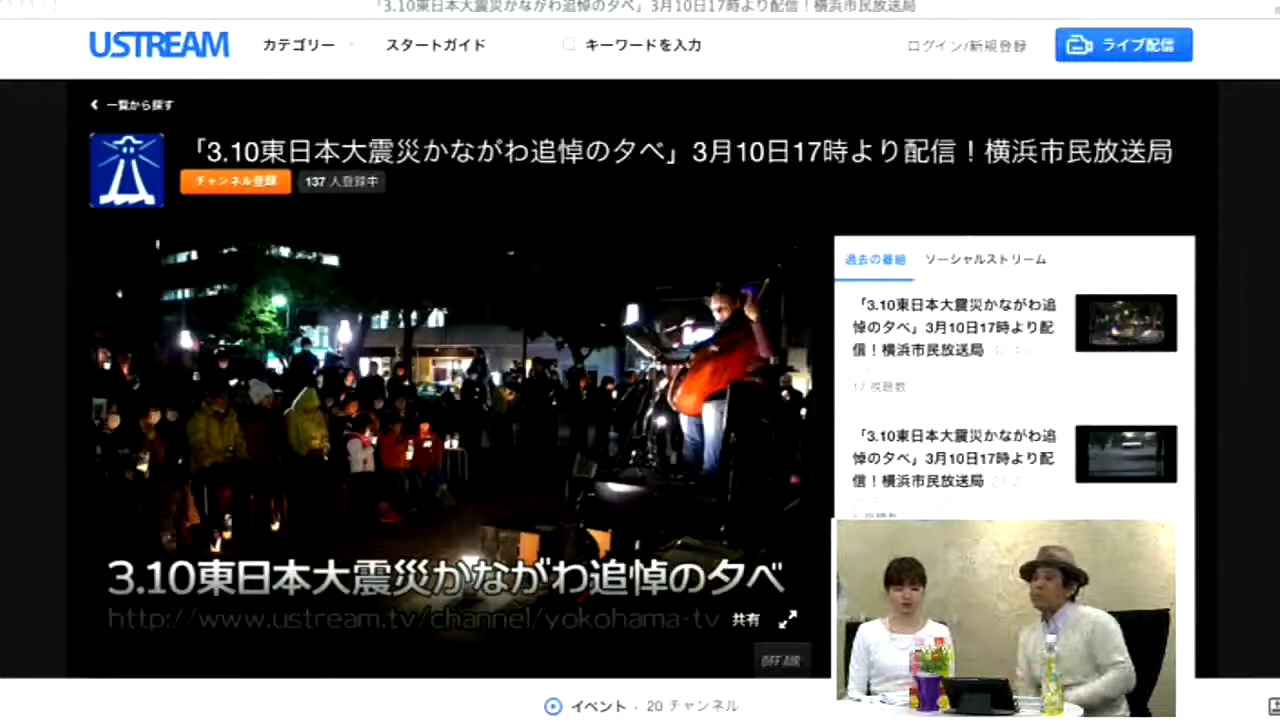 「3.10東日本大震災かながわ追悼の夕べ」3月10日17時より配信！横浜市民放送局
USTREAM
カテゴリー
スタートガイド
キーワードを入力
ログイン/新規登録
ライブ配信
一覧から探す
「3.10東日本大震災かながわ追悼の夕べ」3月10日17時より配信！横浜市民放送局
チャンネル登録
137 人登録中
過去の番組
ソーシャルストリーム
「3.10東日本大震災かながわ追
悼の夕べ」3月10日17時より配
信！横浜市民放送局
17 視聴数
「3.10東日本大震災かながわ追
悼の夕べ」3月10日17時より配
信！横浜市民放送局
3.10東日本大震災かながわ追悼の夕べ
http://www.ustream.tv/channel/yokohama-tv
共有
OFF AIR
イベント · 20 チャンネル